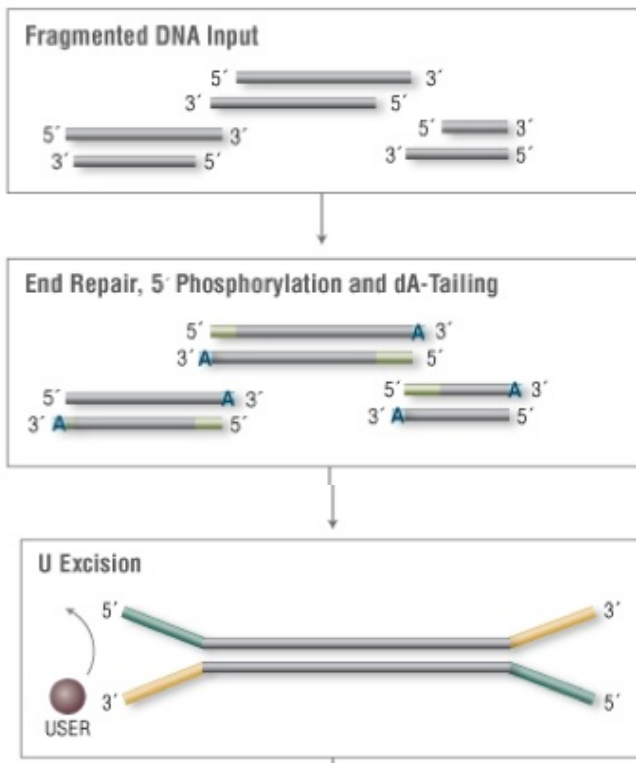 Fragmented DNA Input
5´ 3´
3´ 5´
5´ 3´
5´ 3´
3´ 5´
3´ 5´
End Repair, 5´ Phosphorylation and dA-Tailing
5´ A 3´
3´ A 5´
5´ A 3´
5´ A 3´
3´ A 5´
3´ A 5´
U Excision
5´ 3´
3´ 5´
USER